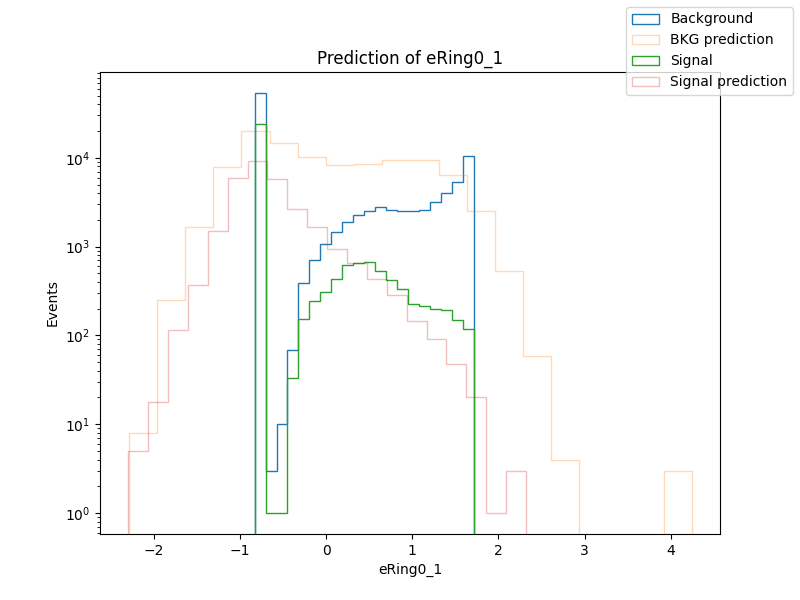 Background
BKG prediction
Signal
Signal prediction
Prediction of eRing0_1
Events
10⁴
10³
10²
10¹
10⁰
−2 −1 0 1 2 3 4
eRing0_1